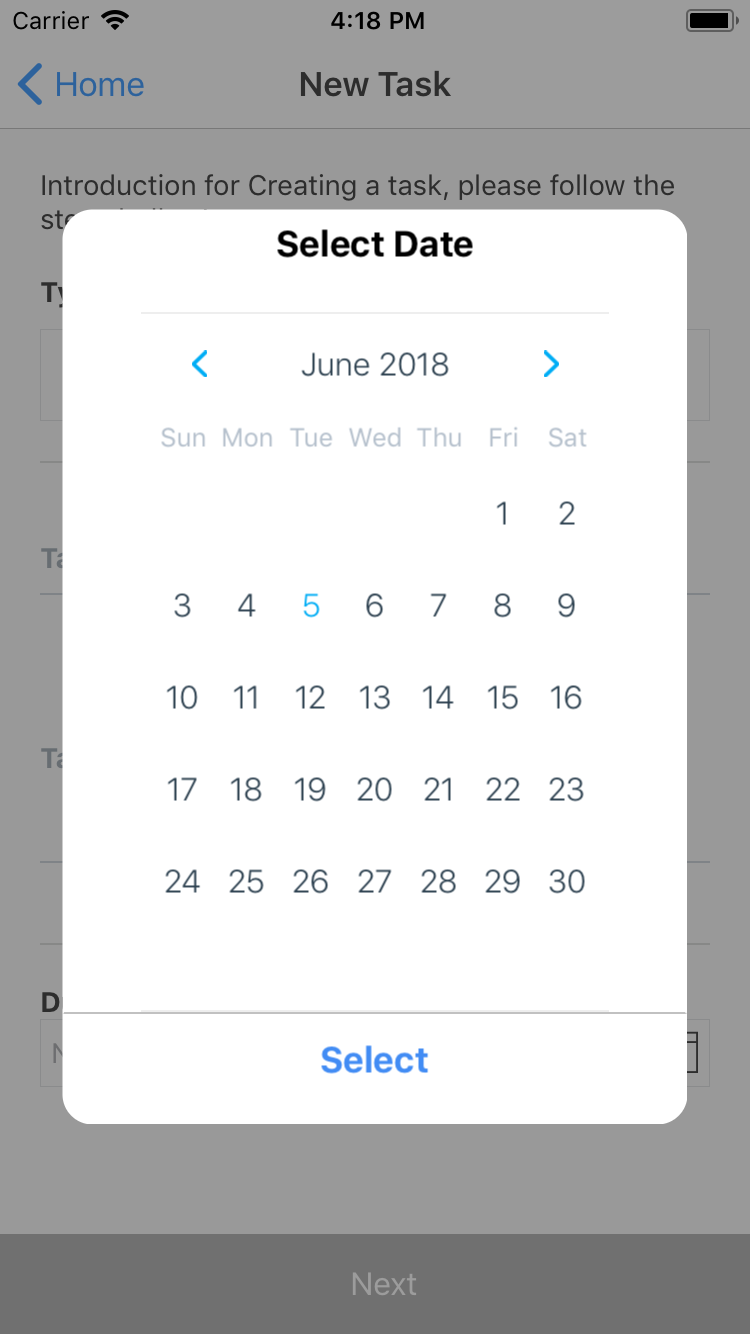 Carrier 4:18 PM
Home New Task
Introduction for Creating a task, please follow the
Select Date
June 2018
Sun Mon Tue Wed Thu Fri Sat
1 2
3 4 5 6 7 8 9
10 11 12 13 14 15 16
17 18 19 20 21 22 23
24 25 26 27 28 29 30
Select
Next